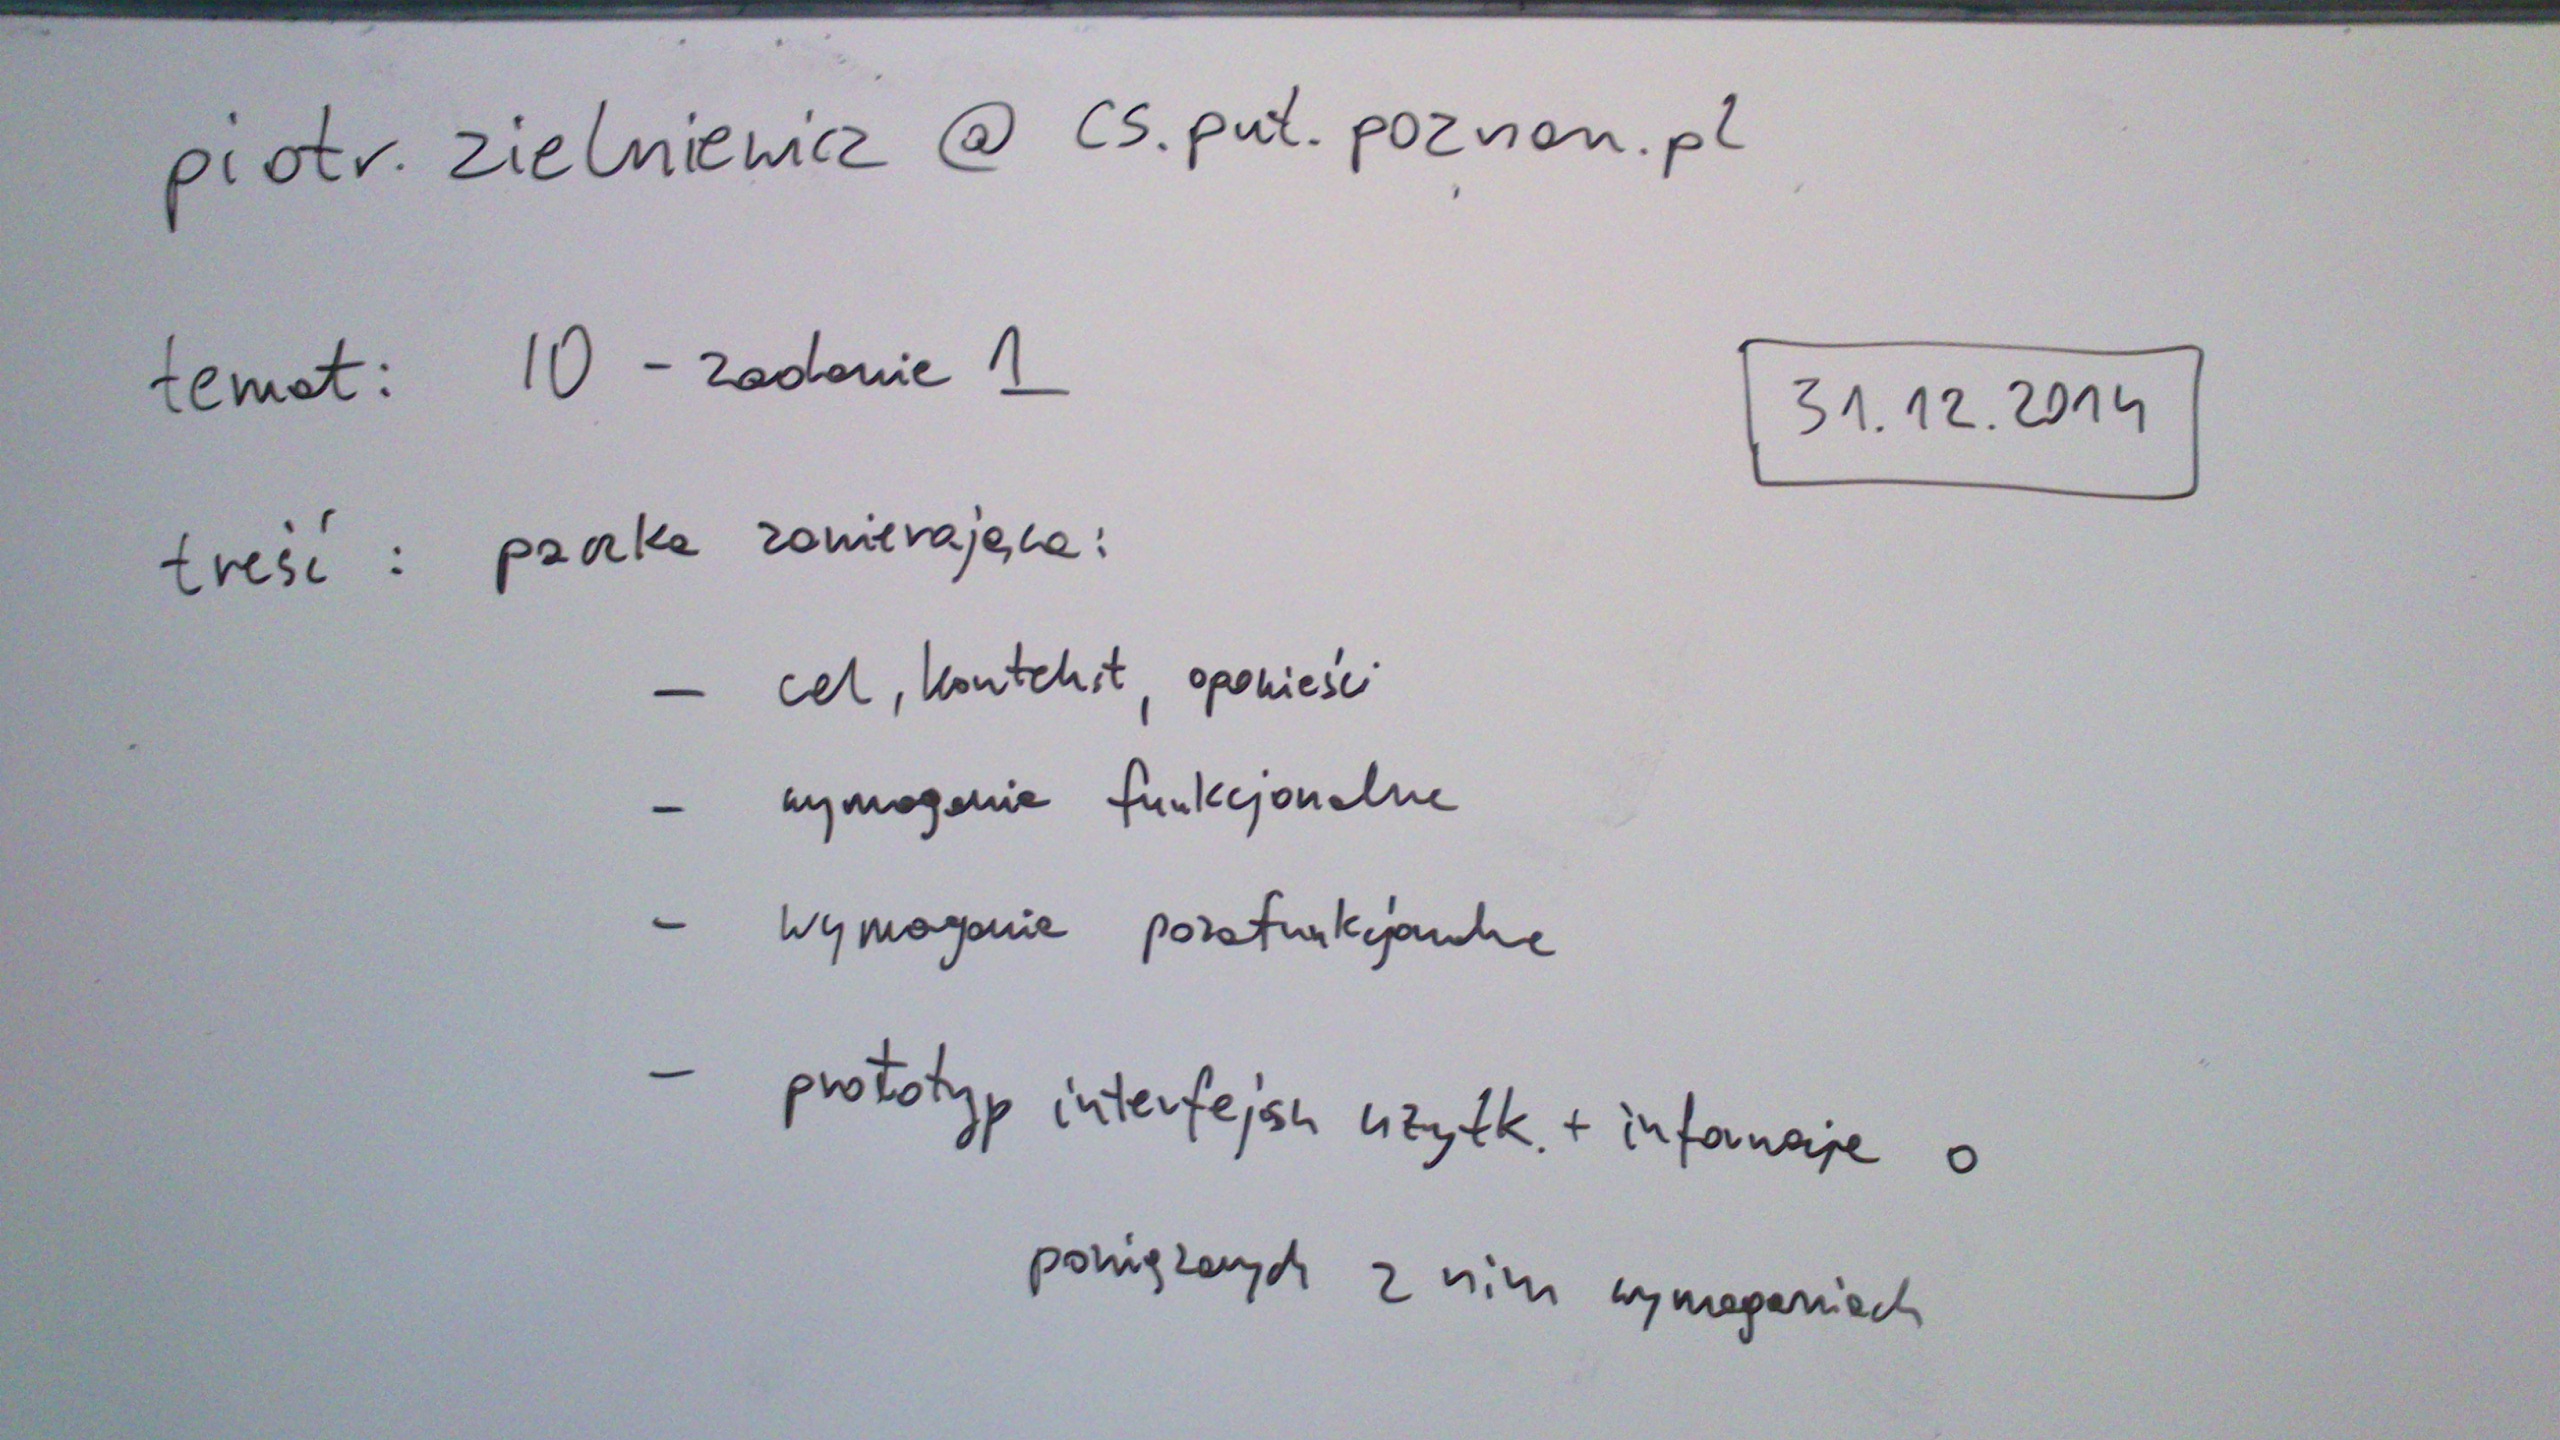 piotr.zielniewicz@cs.put.poznan.pl
temat: IO - zadanie 1
31.12.2014
treść: paczka zawierająca:
- cel, kontekst, opowieści
- wymagania funkcjonalne
- wymagania pozafunkcjonalne
- prototyp interfejsu użytk. + informacje o
powiązanych z nim wymaganiach